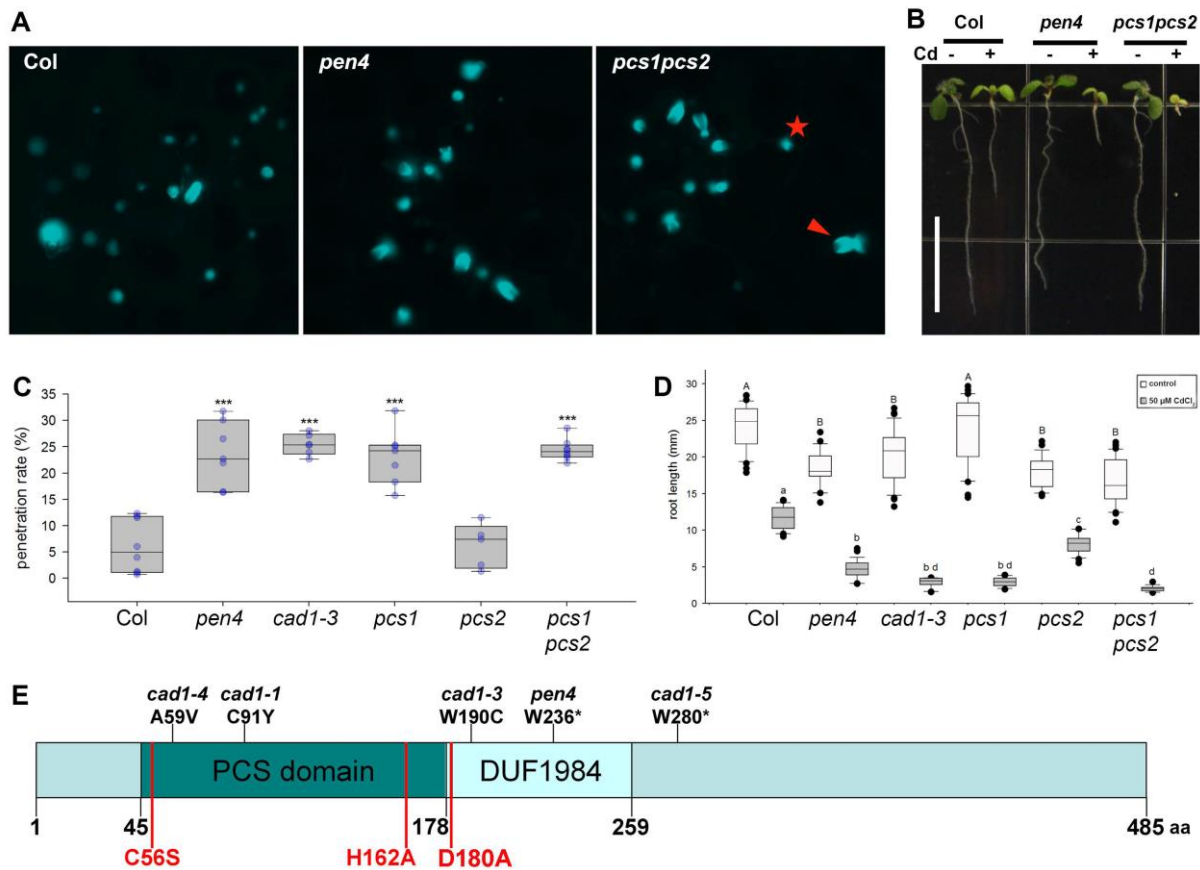 A
Col
pen4
pcs1pcs2
B
Col pen4 pcs1pcs2
Cd - + - + - +
C
penetration rate (%)
35
30
25
20
15
10
5
0
*** *** *** ***
Col pen4 cad1-3 pcs1 pcs2 pcs1
pcs2
D
root length (mm)
30
25
20
15
10
5
0
control
50 µM CdCl2
A a B b B b d A b d B c B d
Col pen4 cad1-3 pcs1 pcs2 pcs1
pcs2
E
cad1-4 cad1-1 cad1-3 pen4 cad1-5
A59V C91Y W190C W236* W280*
PCS domain DUF1984
1 45 178 259 485 aa
C56S H162A D180A